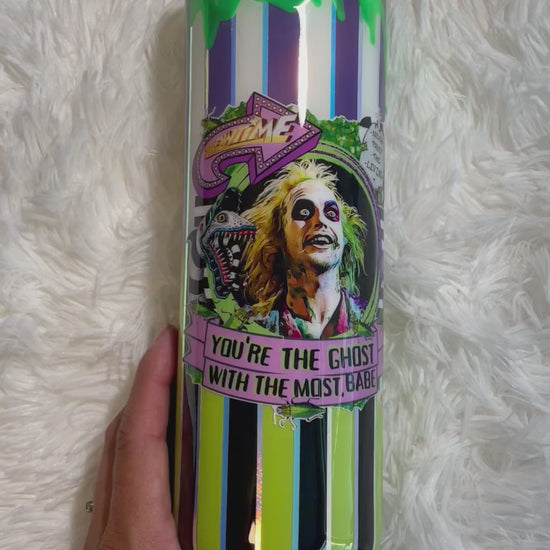 SHOWTIME
YOU'RE THE GHOST
WITH THE MOST, BABE